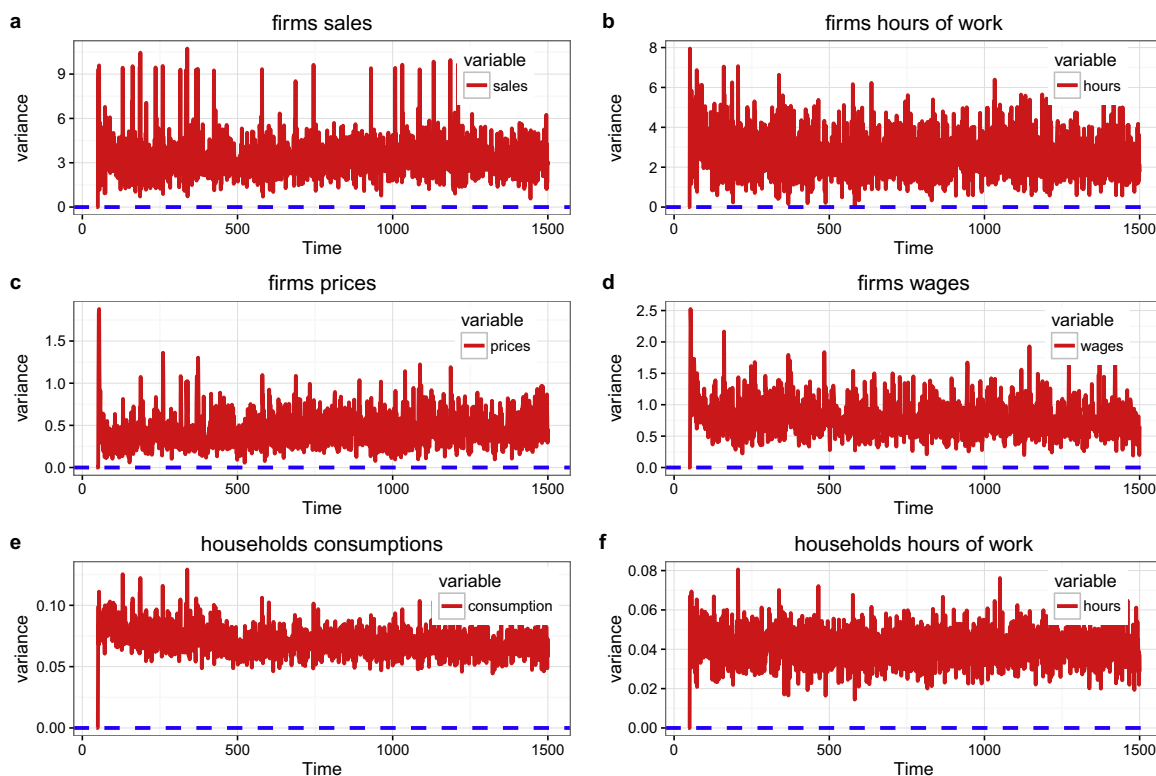 a firms sales
variance
9
6
3
0
variable
sales
0 500 1000 1500
Time
b firms hours of work
variance
8
6
4
2
0
variable
hours
0 500 1000 1500
Time
c firms prices
variance
1.5
1.0
0.5
0.0
variable
prices
0 500 1000 1500
Time
d firms wages
variance
2.5
2.0
1.5
1.0
0.5
0.0
variable
wages
0 500 1000 1500
Time
e households consumptions
variance
0.10
0.05
0.00
variable
consumption
0 500 1000 1500
Time
f households hours of work
variance
0.08
0.06
0.04
0.02
0.00
variable
hours
0 500 1000 1500
Time